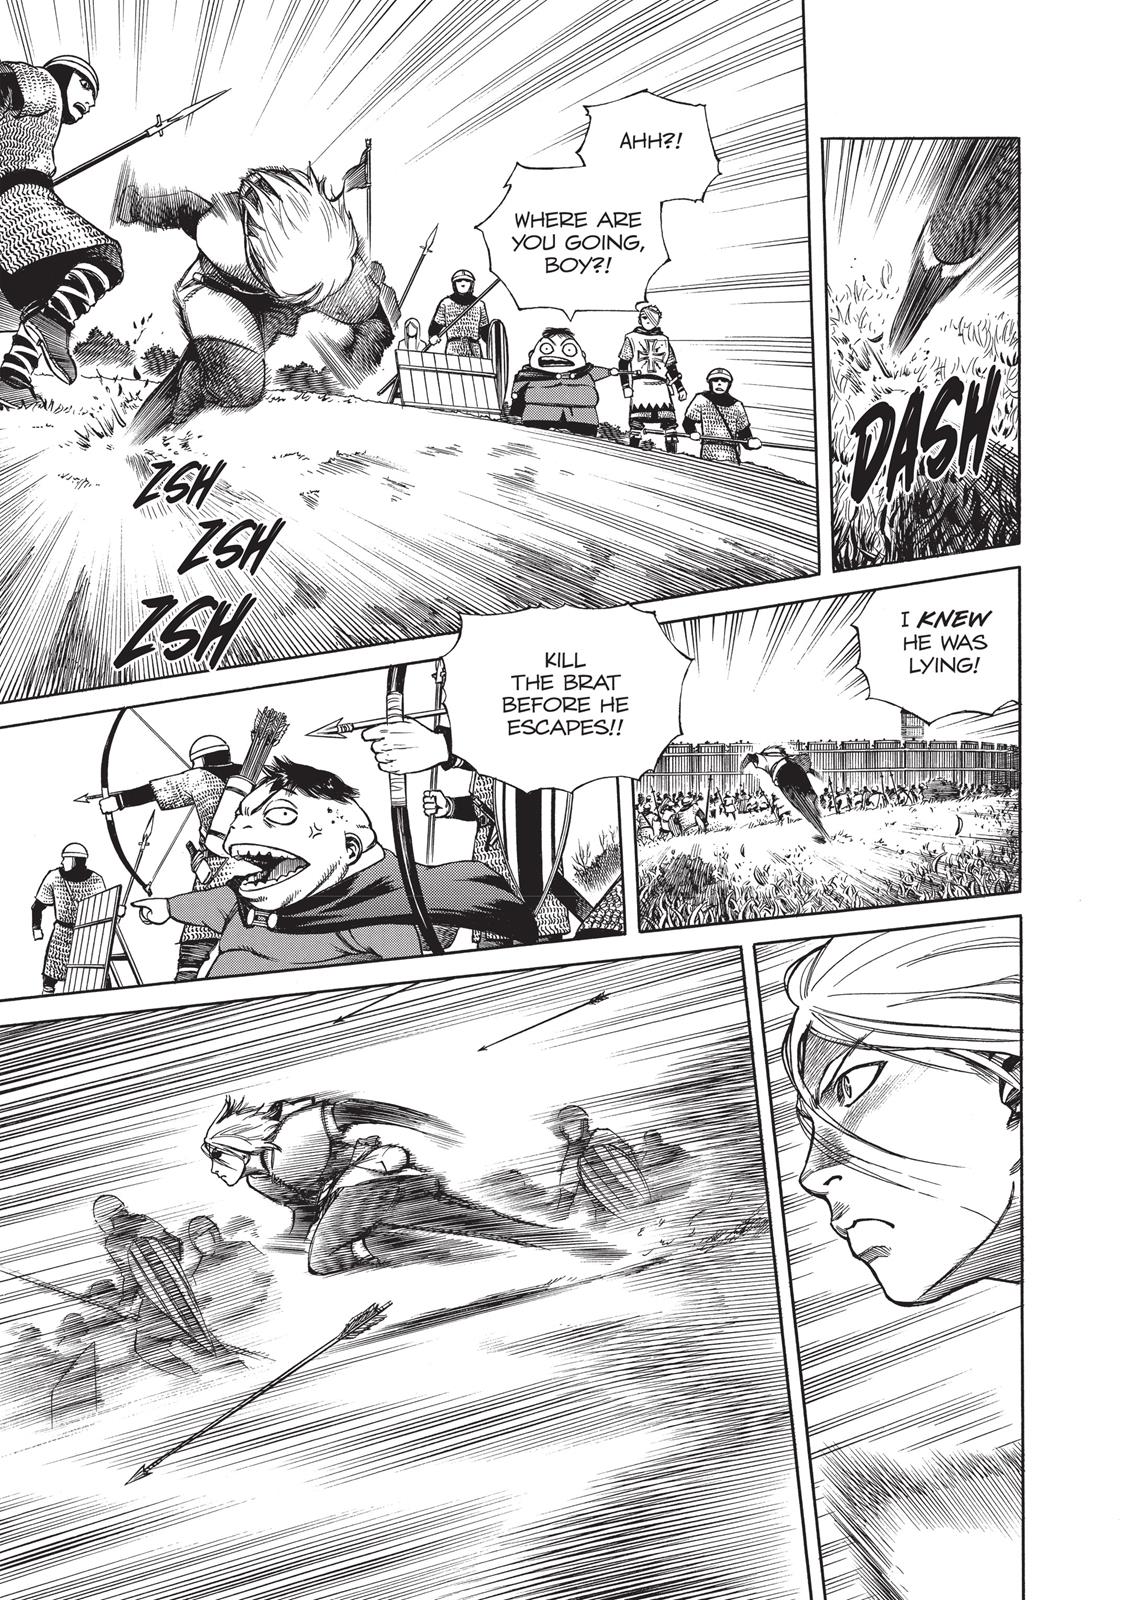 DASH
AHH?!
WHERE ARE
YOU GOING,
BOY?!
ZSH
ZSH
ZSH
I KNEW
HE WAS
LYING!
KILL
THE BRAT
BEFORE HE
ESCAPES!!